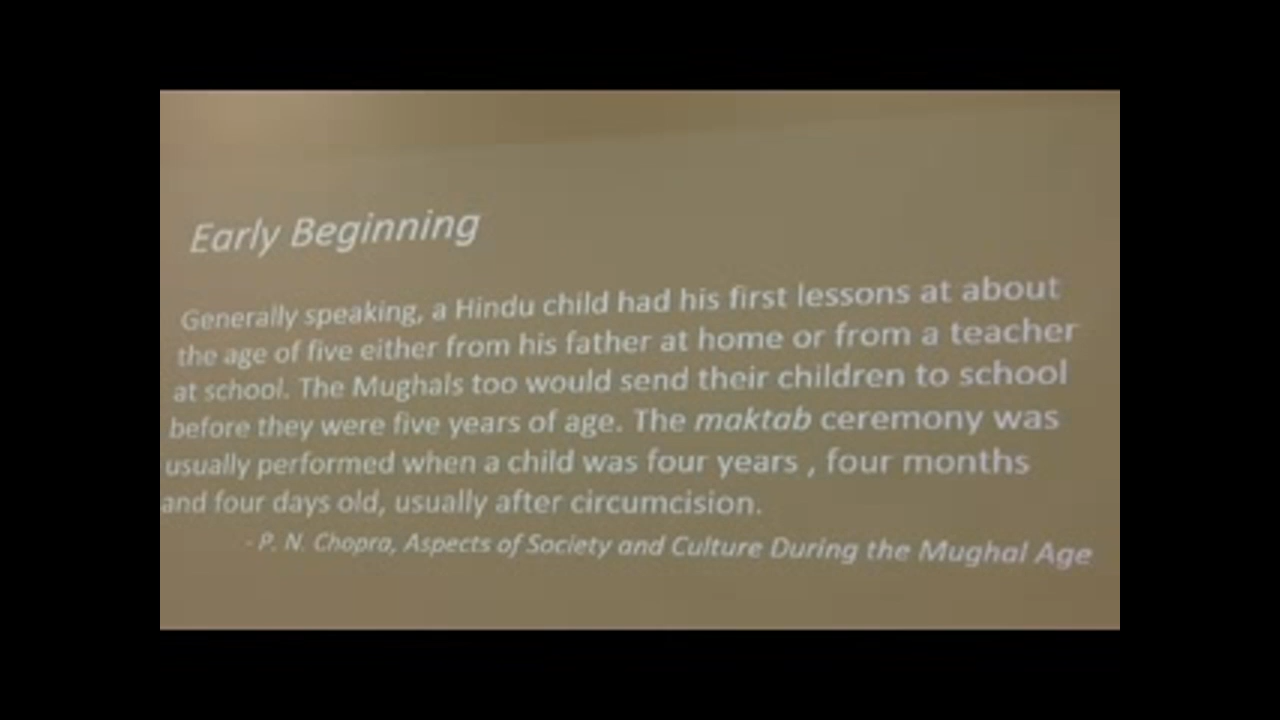 Early Beginning
Generally speaking, a Hindu child had his first lessons at about
the age of five either from his father at home or from a teacher
at school. The Mughals too would send their children to school
before they were five years of age. The maktab ceremony was
usually performed when a child was four years , four months
and four days old, usually after circumcision.
- P. N. Chopra, Aspects of Society and Culture During the Mughal Age